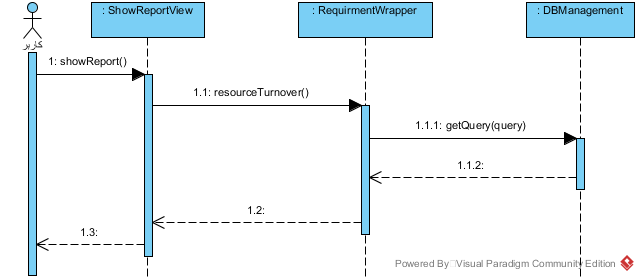 : ShowReportView
: RequirmentWrapper
: DBManagement
کاربر
1: showReport()
1.1: resourceTurnover()
1.1.1: getQuery(query)
1.1.2:
1.2:
1.3:
Powered By Visual Paradigm Community Edition